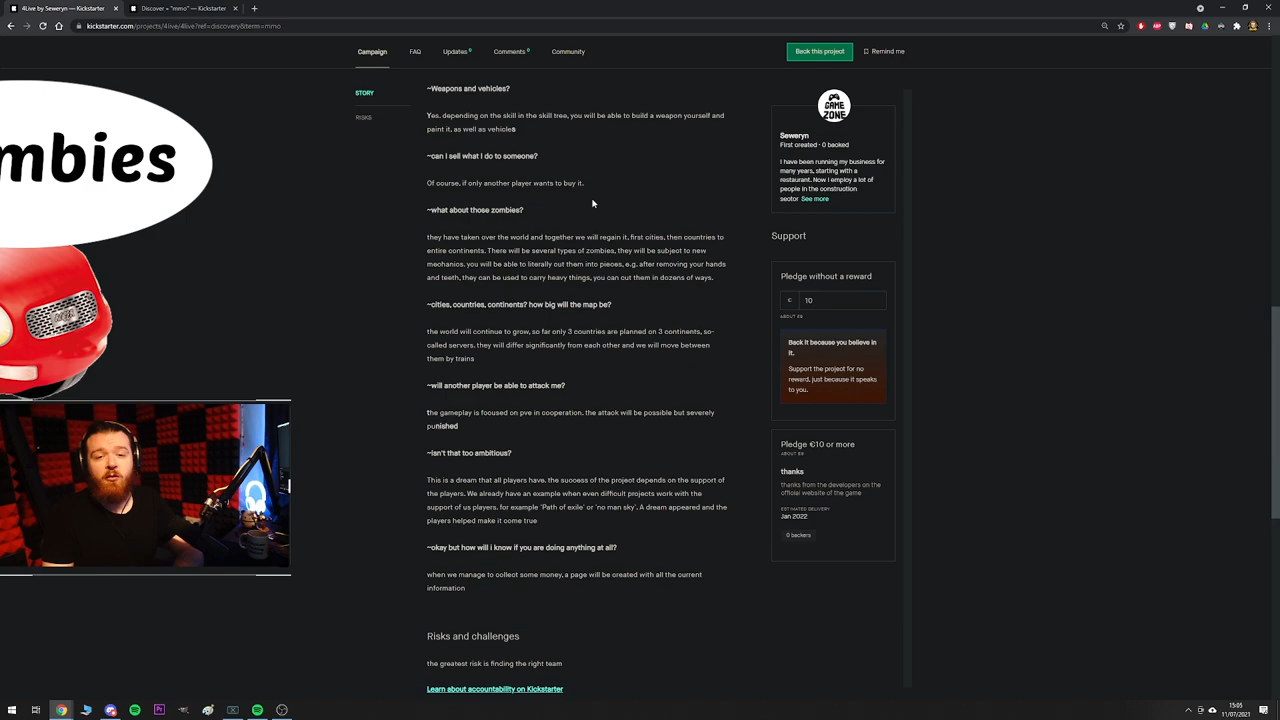 4Live by Seweryn — Kickstarter
Discover » "mmo" — Kickstarter
kickstarter.com/projects/4live/4live?ref=discovery&term=mmo
Campaign
FAQ
Updates 0
Comments 0
Community
Back this project
Remind me
STORY
RISKS
mbies
~Weapons and vehicles?
Yes, depending on the skill in the skill tree, you will be able to build a weapon yourself and
paint it, as well as vehicles
~can I sell what I do to someone?
Of course, if only another player wants to buy it.
~what about those zombies?
they have taken over the world and together we will regain it, first cities, then countries to
entire continents. There will be several types of zombies, they will be subject to new
mechanics. you will be able to literally cut them into pieces, e.g. after removing your hands
and teeth, they can be used to carry heavy things, you can cut them in dozens of ways.
~cities, countries, continents? how big will the map be?
the world will continue to grow, so far only 3 countries are planned on 3 continents, so-
called servers. they will differ significantly from each other and we will move between
them by trains
~will another player be able to attack me?
the gameplay is focused on pve in cooperation, the attack will be possible but severely
punished
~isn't that too ambitious?
This is a dream that all players have. the success of the project depends on the support of
the players. We already have an example when even difficult projects work with the
support of us players. for example 'Path of exile' or 'no man sky'. A dream appeared and the
players helped make it come true
~okay but how will i know if you are doing anything at all?
when we manage to collect some money, a page will be created with all the current
information
Risks and challenges
the greatest risk is finding the right team
Learn about accountability on Kickstarter
GAME
ZONE
Seweryn
First created · 0 backed
I have been running my business for
many years, starting with a
restaurant. Now I employ a lot of
people in the construction
sector See more
Support
Pledge without a reward
€ 10
ABOUT £9
Back it because you believe in
it.
Support the project for no
reward, just because it speaks
to you.
Pledge €10 or more
ABOUT £9
thanks
thanks from the developers on the
official website of the game
ESTIMATED DELIVERY
Jan 2022
0 backers
15:05
11/07/2021